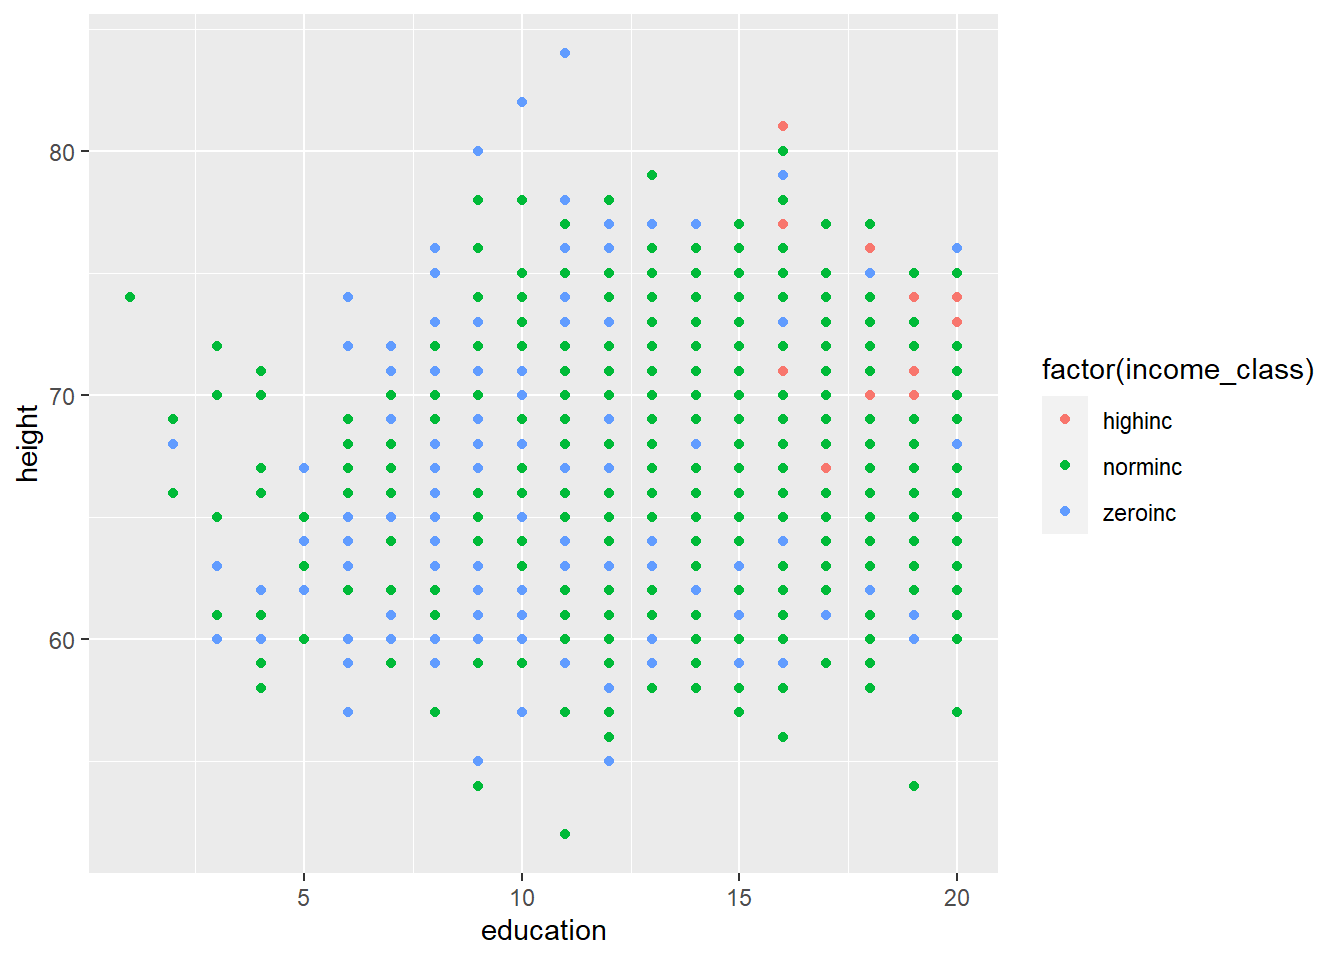 80
70
60
height
5
10
15
20
education
factor(income_class)
highinc
norminc
zeroinc